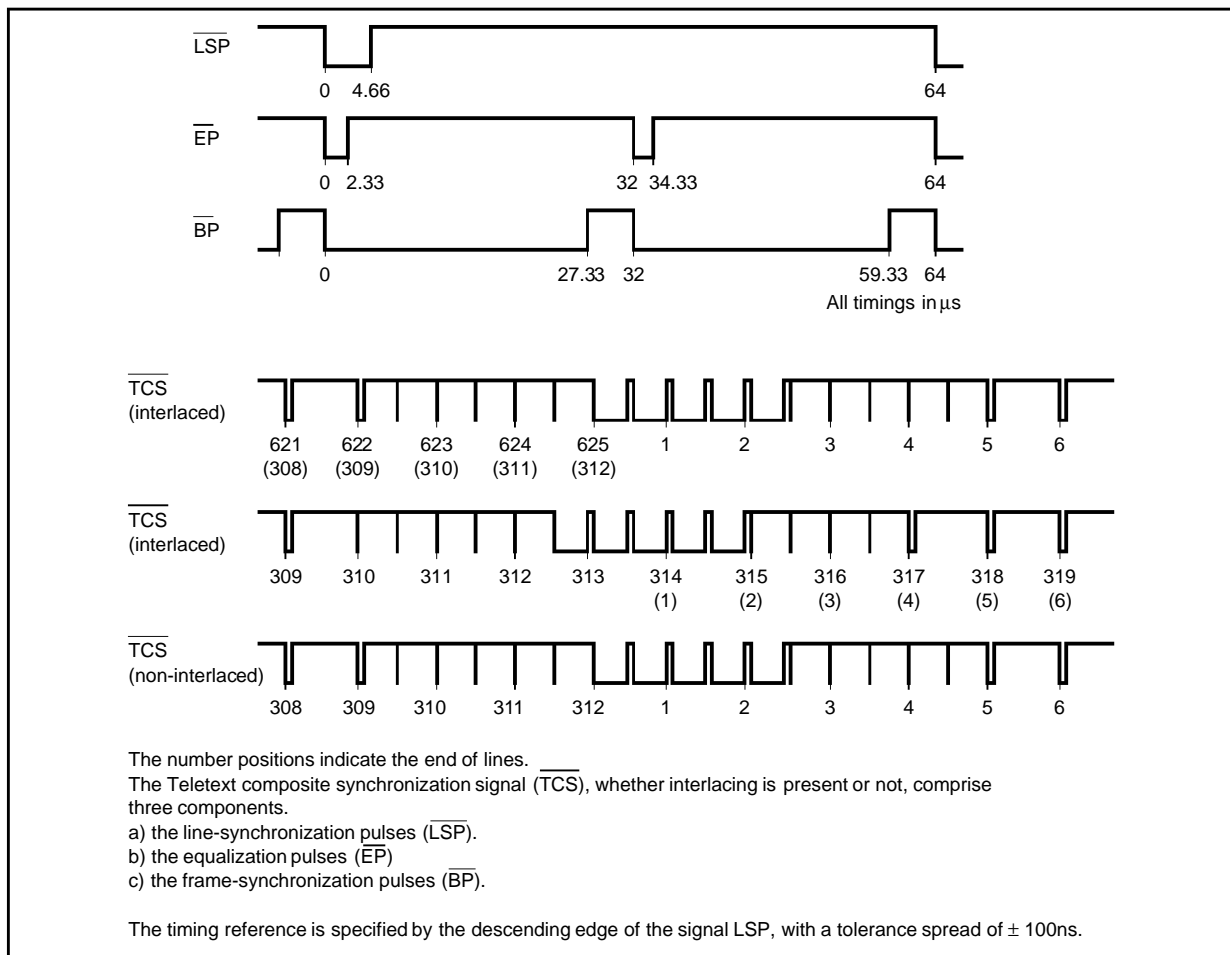 LSP
0 4.66 64
EP
0 2.33 32 34.33 64
BP
0 27.33 32 59.33 64
All timings in µs
TCS
(interlaced)
621 622 623 624 625 1 2 3 4 5 6
(308) (309) (310) (311) (312)
TCS
(interlaced)
309 310 311 312 313 314 315 316 317 318 319
(1) (2) (3) (4) (5) (6)
TCS
(non-interlaced)
308 309 310 311 312 1 2 3 4 5 6
The number positions indicate the end of lines.
The Teletext composite synchronization signal (TCS), whether interlacing is present or not, comprise
three components.
a) the line-synchronization pulses (LSP).
b) the equalization pulses (EP)
c) the frame-synchronization pulses (BP).
The timing reference is specified by the descending edge of the signal LSP, with a tolerance spread of ± 100ns.